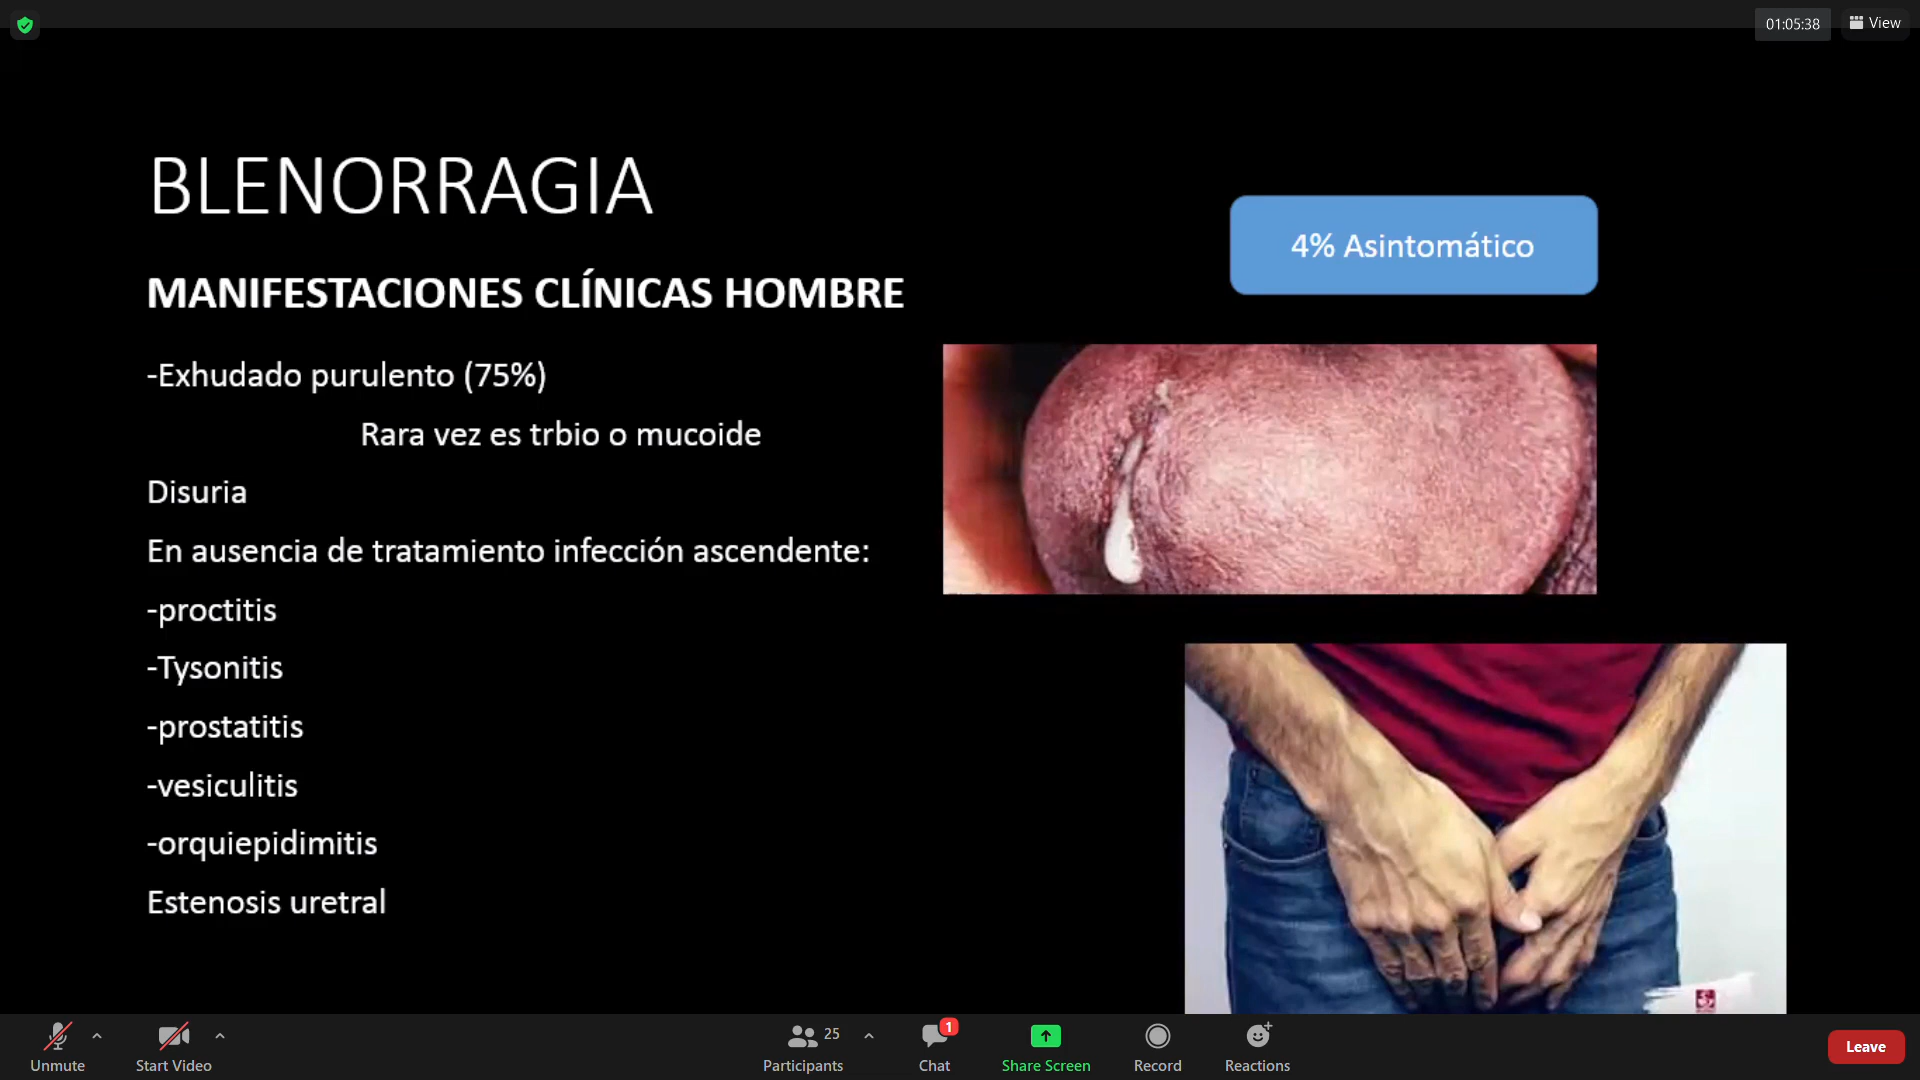 01:05:38
View
BLENORRAGIA
4% Asintomático
MANIFESTACIONES CLÍNICAS HOMBRE
-Exhudado purulento (75%)
Rara vez es trbio o mucoide
Disuria
En ausencia de tratamiento infección ascendente:
-proctitis
-Tysonitis
-prostatitis
-vesiculitis
-orquiepidimitis
Estenosis uretral
Unmute
Start Video
25
Participants
1
Chat
Share Screen
Record
Reactions
Leave